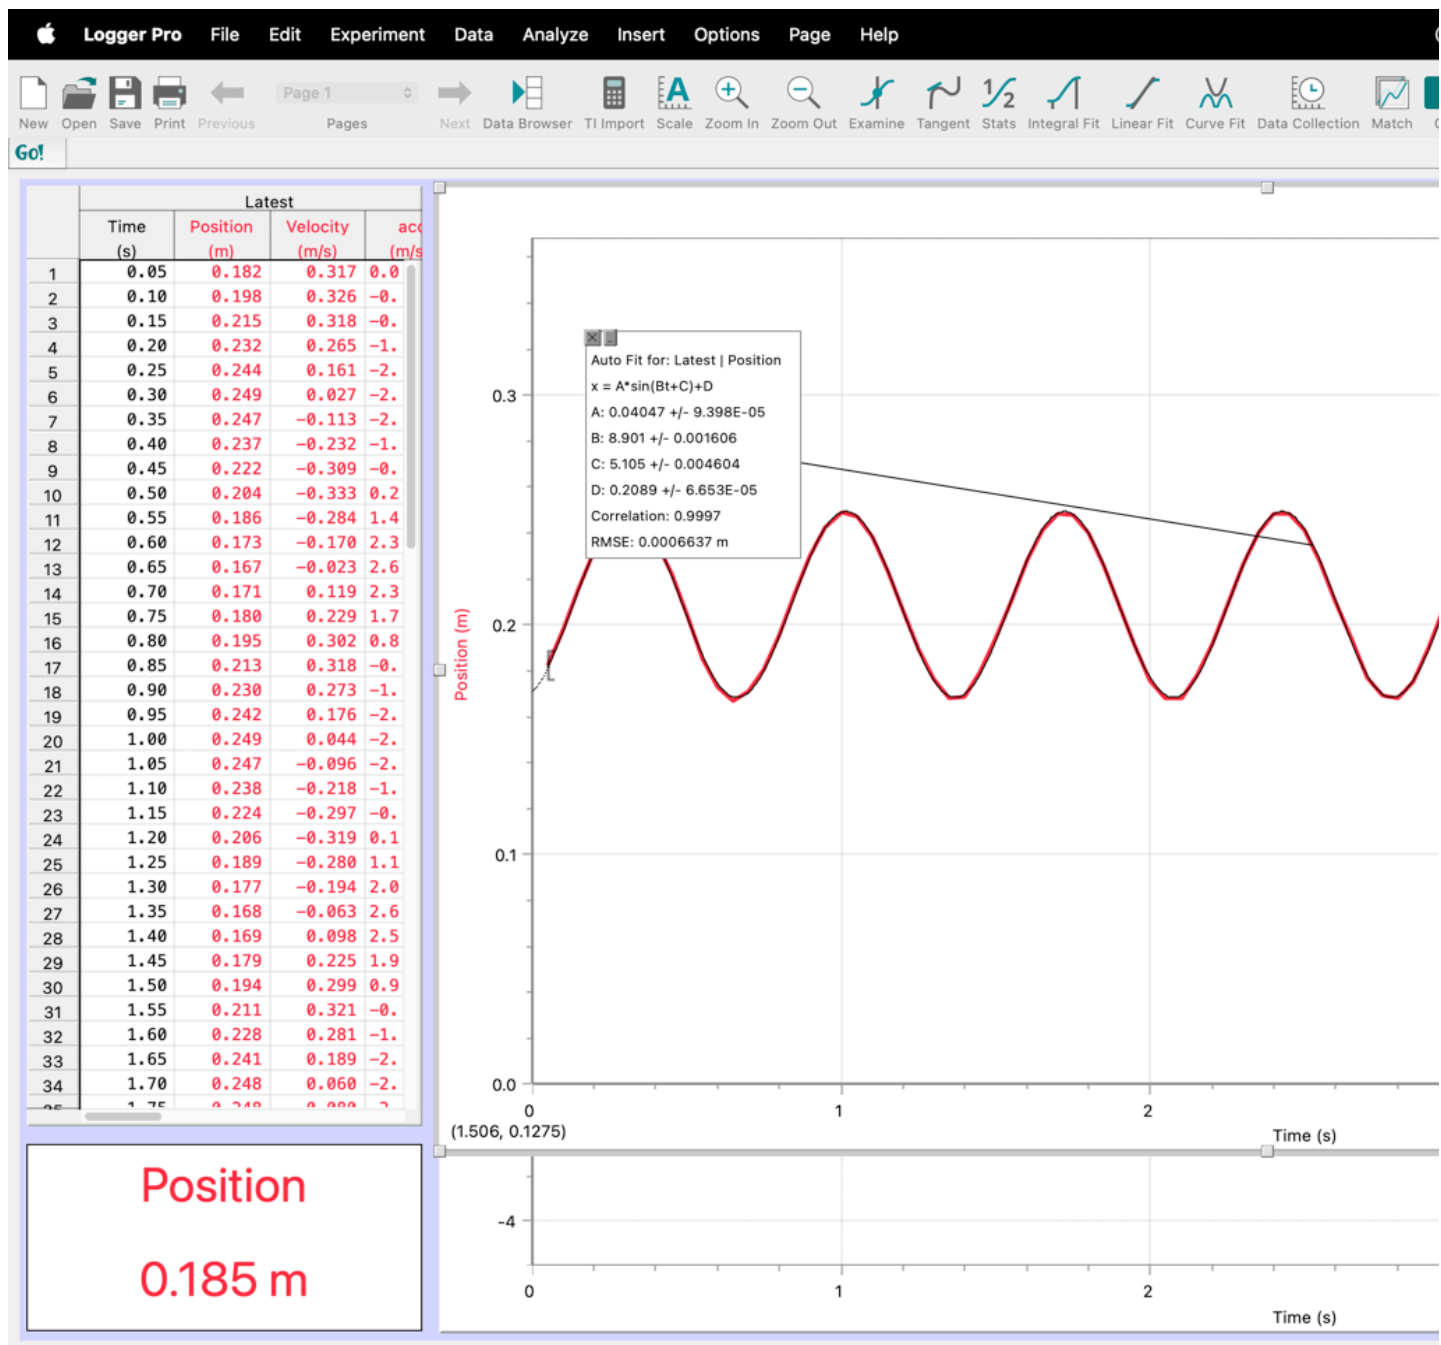 Logger Pro File Edit Experiment Data Analyze Insert Options Page Help
Page 1
New Open Save Print Previous Pages Next Data Browser TI Import Scale Zoom In Zoom Out Examine Tangent Stats Integral Fit Linear Fit Curve Fit Data Collection Match
Go!
Latest
Time Position Velocity acc
(s) (m) (m/s) (m/s
1 0.05 0.182 0.317 0.0
2 0.10 0.198 0.326 -0.
3 0.15 0.215 0.318 -0.
4 0.20 0.232 0.265 -1.
5 0.25 0.244 0.161 -2.
6 0.30 0.249 0.027 -2.
7 0.35 0.247 -0.113 -2.
8 0.40 0.237 -0.232 -1.
9 0.45 0.222 -0.309 -0.
10 0.50 0.204 -0.333 0.2
11 0.55 0.186 -0.284 1.4
12 0.60 0.173 -0.170 2.3
13 0.65 0.167 -0.023 2.6
14 0.70 0.171 0.119 2.3
15 0.75 0.180 0.229 1.7
16 0.80 0.195 0.302 0.8
17 0.85 0.213 0.318 -0.
18 0.90 0.230 0.273 -1.
19 0.95 0.242 0.176 -2.
20 1.00 0.249 0.044 -2.
21 1.05 0.247 -0.096 -2.
22 1.10 0.238 -0.218 -1.
23 1.15 0.224 -0.297 -0.
24 1.20 0.206 -0.319 0.1
25 1.25 0.189 -0.280 1.1
26 1.30 0.177 -0.194 2.0
27 1.35 0.168 -0.063 2.6
28 1.40 0.169 0.098 2.5
29 1.45 0.179 0.225 1.9
30 1.50 0.194 0.299 0.9
31 1.55 0.211 0.321 -0.
32 1.60 0.228 0.281 -1.
33 1.65 0.241 0.189 -2.
34 1.70 0.248 0.060 -2.
Position
0.185 m
Auto Fit for: Latest | Position
x = A*sin(Bt+C)+D
A: 0.04047 +/- 9.398E-05
B: 8.901 +/- 0.001606
C: 5.105 +/- 0.004604
D: 0.2089 +/- 6.653E-05
Correlation: 0.9997
RMSE: 0.0006637 m
Position (m)
0.3
0.2
0.1
0.0
0 1 2
(1.506, 0.1275)
Time (s)
-4
0 1 2
Time (s)